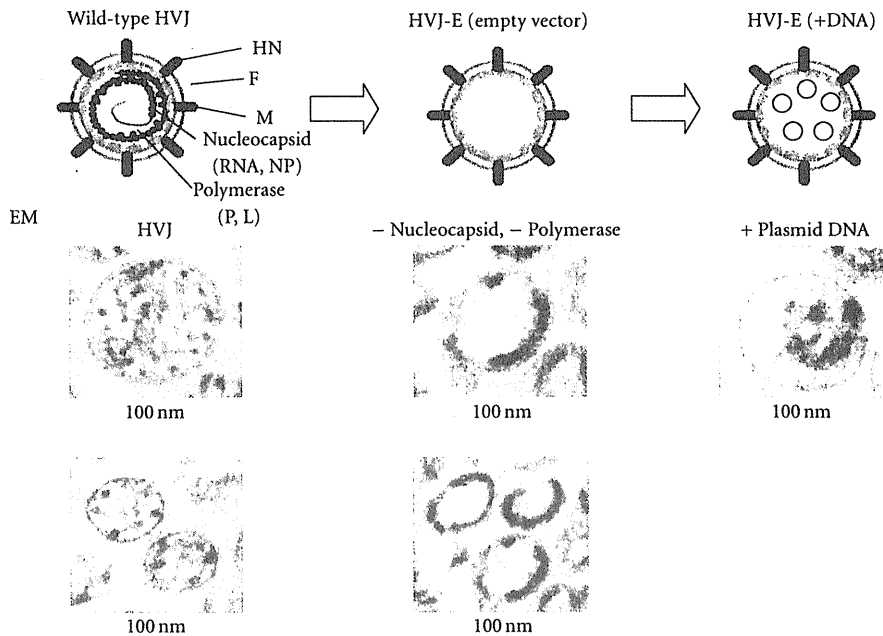 Wild-type HVJ
HVJ-E (empty vector)
HVJ-E (+DNA)
HN
F
M
Nucleocapsid
(RNA, NP)
Polymerase
(P, L)
EM
HVJ
− Nucleocapsid, − Polymerase
+ Plasmid DNA
100 nm
100 nm
100 nm
100 nm
100 nm